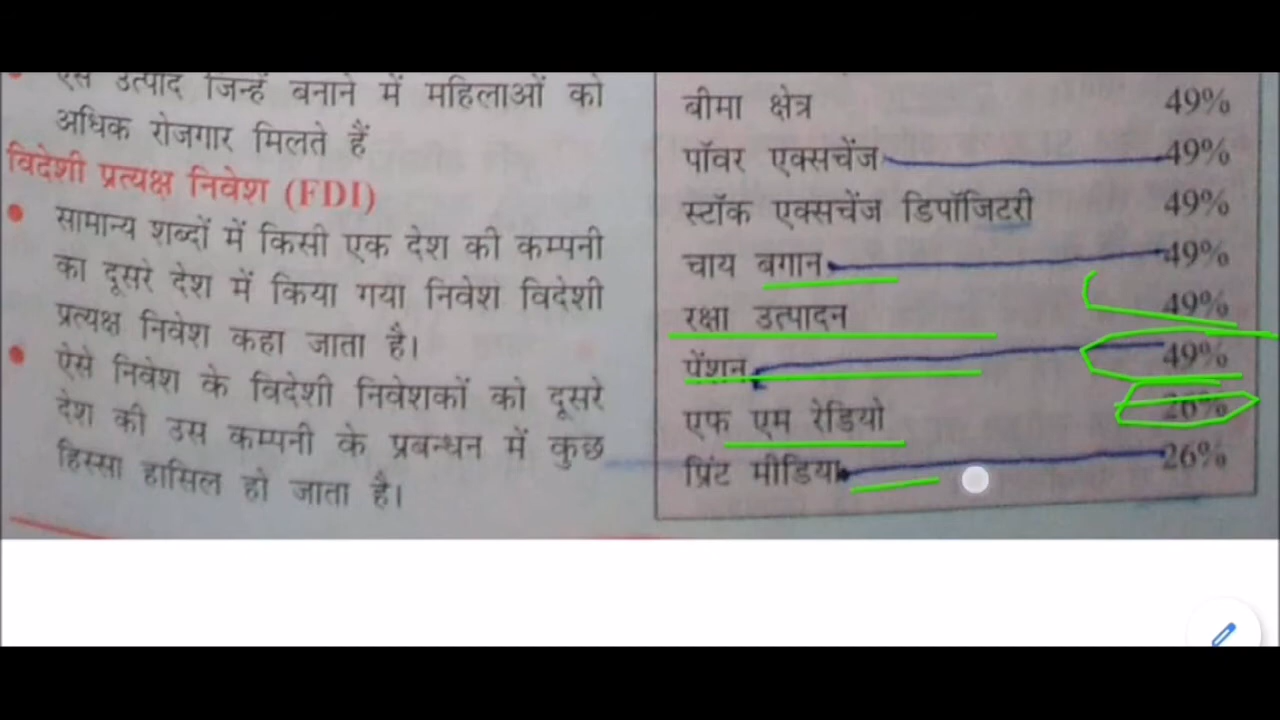 ऐसे उत्पाद जिन्हें बनाने में महिलाओं को
अधिक रोजगार मिलते हैं
विदेशी प्रत्यक्ष निवेश (FDI)
सामान्य शब्दों में किसी एक देश की कम्पनी
का दूसरे देश में किया गया निवेश विदेशी
प्रत्यक्ष निवेश कहा जाता है।
ऐसे निवेश के विदेशी निवेशकों को दूसरे
देश की उस कम्पनी के प्रबन्धन में कुछ
हिस्सा हासिल हो जाता है।
बीमा क्षेत्र 49%
पॉवर एक्सचेंज 49%
स्टॉक एक्सचेंज डिपॉजिटरी 49%
चाय बगान 49%
रक्षा उत्पादन 49%
पेंशन 49%
एफ एम रेडियो 26%
प्रिंट मीडिया 26%